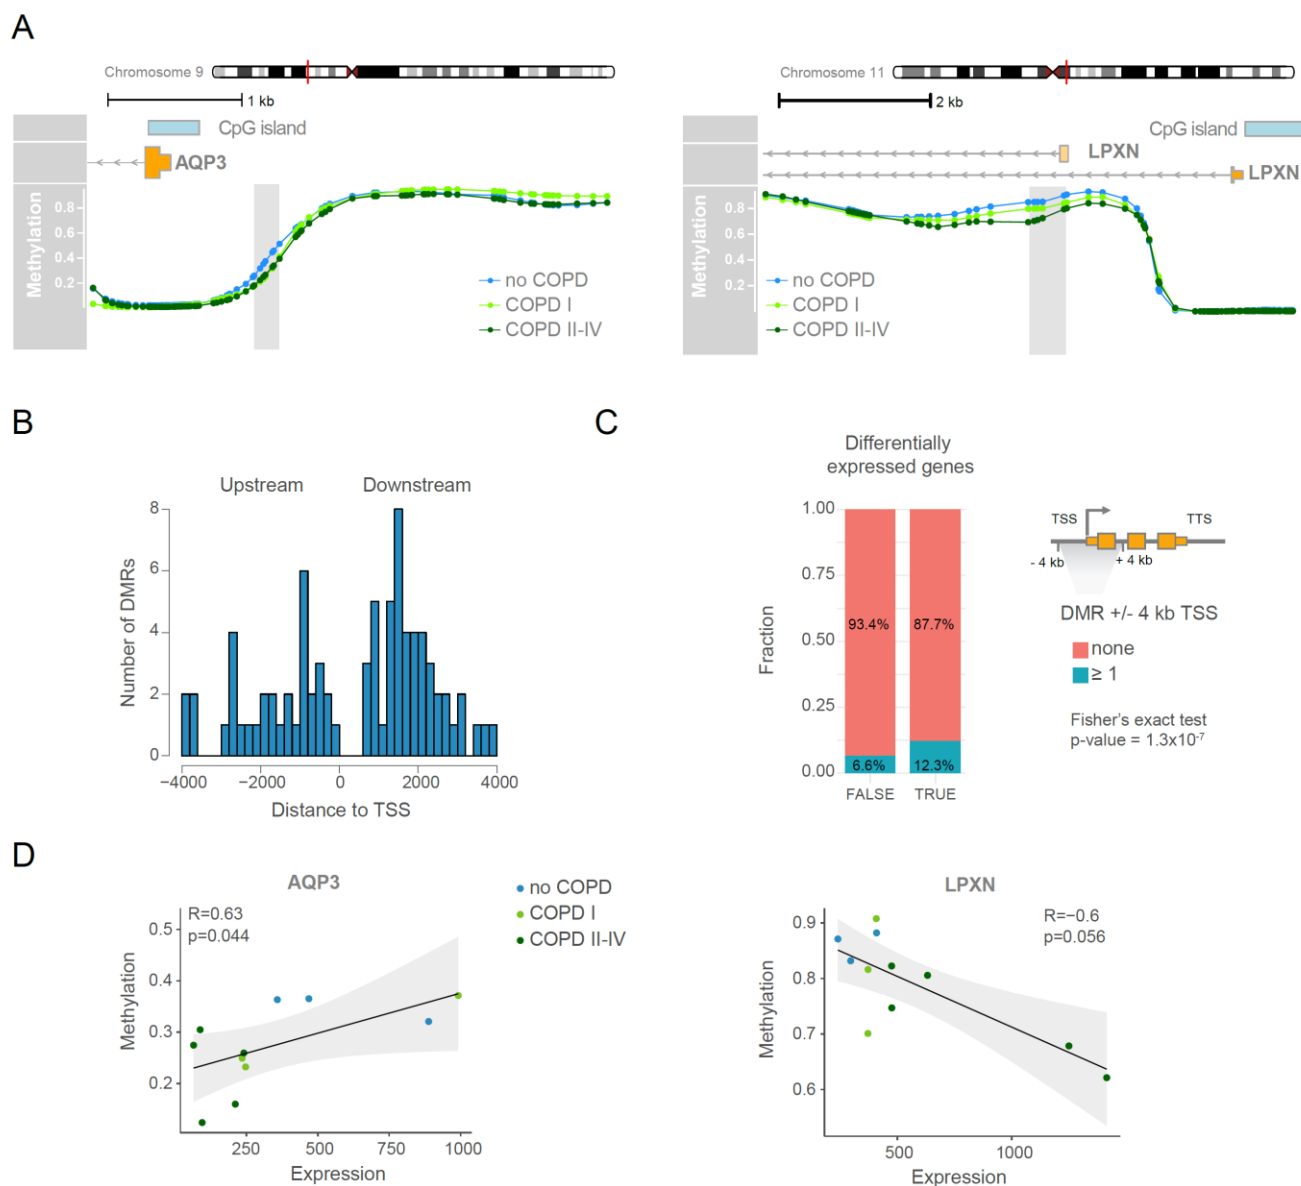 A
Chromosome 9
1 kb
CpG island
AQP3
Methylation
0.8
0.6
0.4
0.2
no COPD
COPD I
COPD II-IV
Chromosome 11
2 kb
CpG island
LPXN
LPXN
Methylation
0.8
0.6
0.4
0.2
no COPD
COPD I
COPD II-IV
B
Upstream
Downstream
Number of DMRs
8
6
4
2
0
−4000
−2000
0
2000
4000
Distance to TSS
C
Differentially
expressed genes
Fraction
1.00
0.75
0.50
0.25
0.00
93.4%
87.7%
6.6%
12.3%
FALSE
TRUE
TSS
TTS
- 4 kb
+ 4 kb
DMR +/- 4 kb TSS
none
≥ 1
Fisher's exact test
p-value = 1.3x10⁻⁷
D
AQP3
R=0.63
p=0.044
Methylation
0.5
0.4
0.3
0.2
250
500
750
1000
Expression
no COPD
COPD I
COPD II-IV
LPXN
R=−0.6
p=0.056
Methylation
0.9
0.8
0.7
0.6
500
1000
Expression